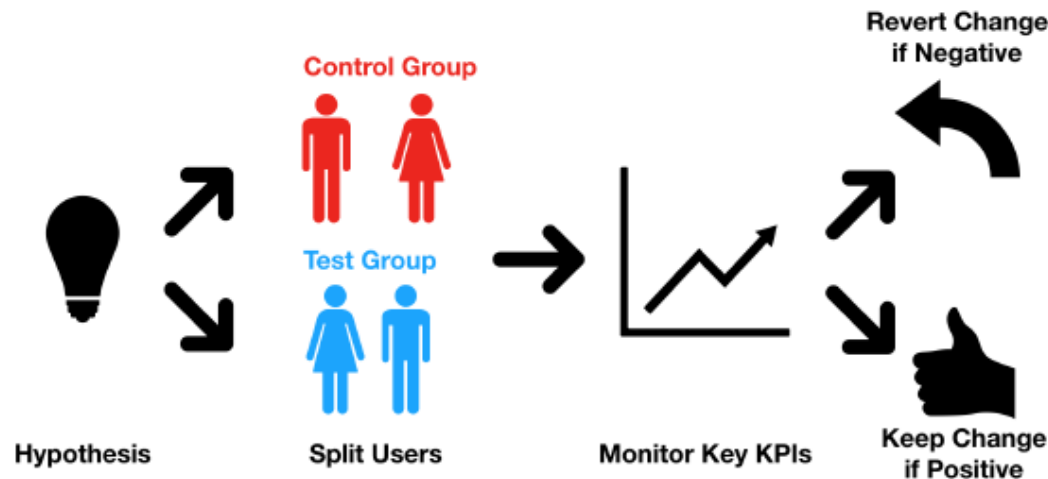 Revert Change
if Negative
Control Group
Test Group
Hypothesis
Split Users
Monitor Key KPIs
Keep Change
if Positive